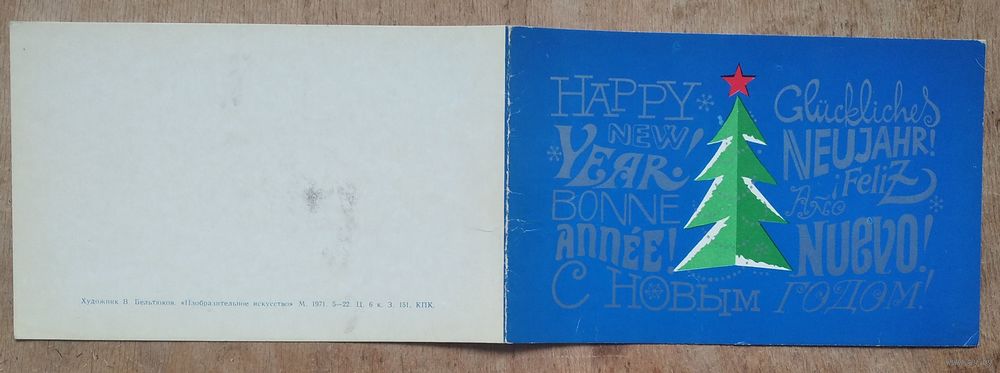 Художник В. Бельтюков. «Изобразительное искусство» М. 1971. 5—22. Ц. 6 к. З. 151. КПК.
HAPPY
NEW
YEAR!
BONNE
ANNÉE!
Glückliches
NEUJAHR!
¡FELIZ
AÑO
NUEVO!
С НОВЫМ ГОДОМ!